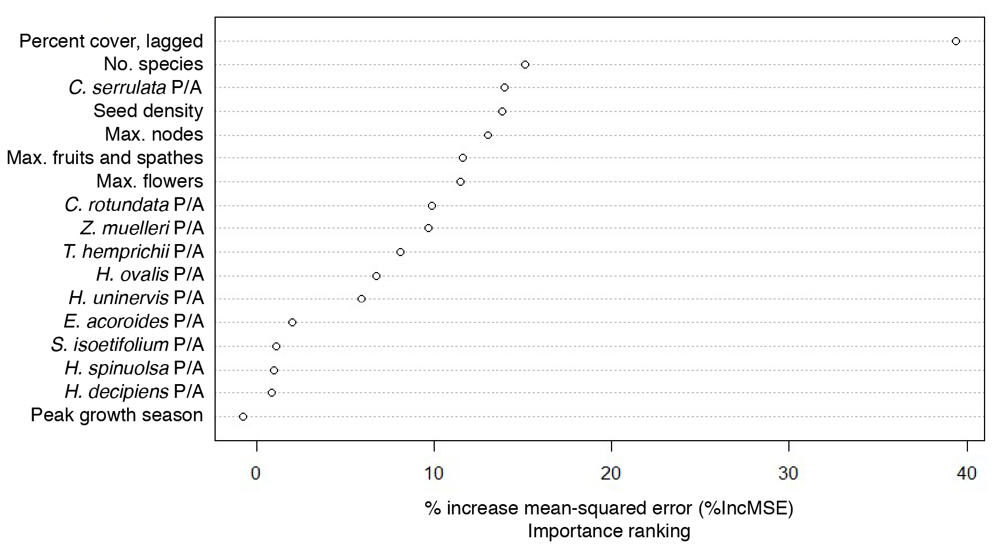 Percent cover, lagged
No. species
C. serrulata P/A
Seed density
Max. nodes
Max. fruits and spathes
Max. flowers
C. rotundata P/A
Z. muelleri P/A
T. hemprichii P/A
H. ovalis P/A
H. uninervis P/A
E. acoroides P/A
S. isoetifolium P/A
H. spinuolsa P/A
H. decipiens P/A
Peak growth season
0 10 20 30 40
% increase mean-squared error (%IncMSE)
Importance ranking